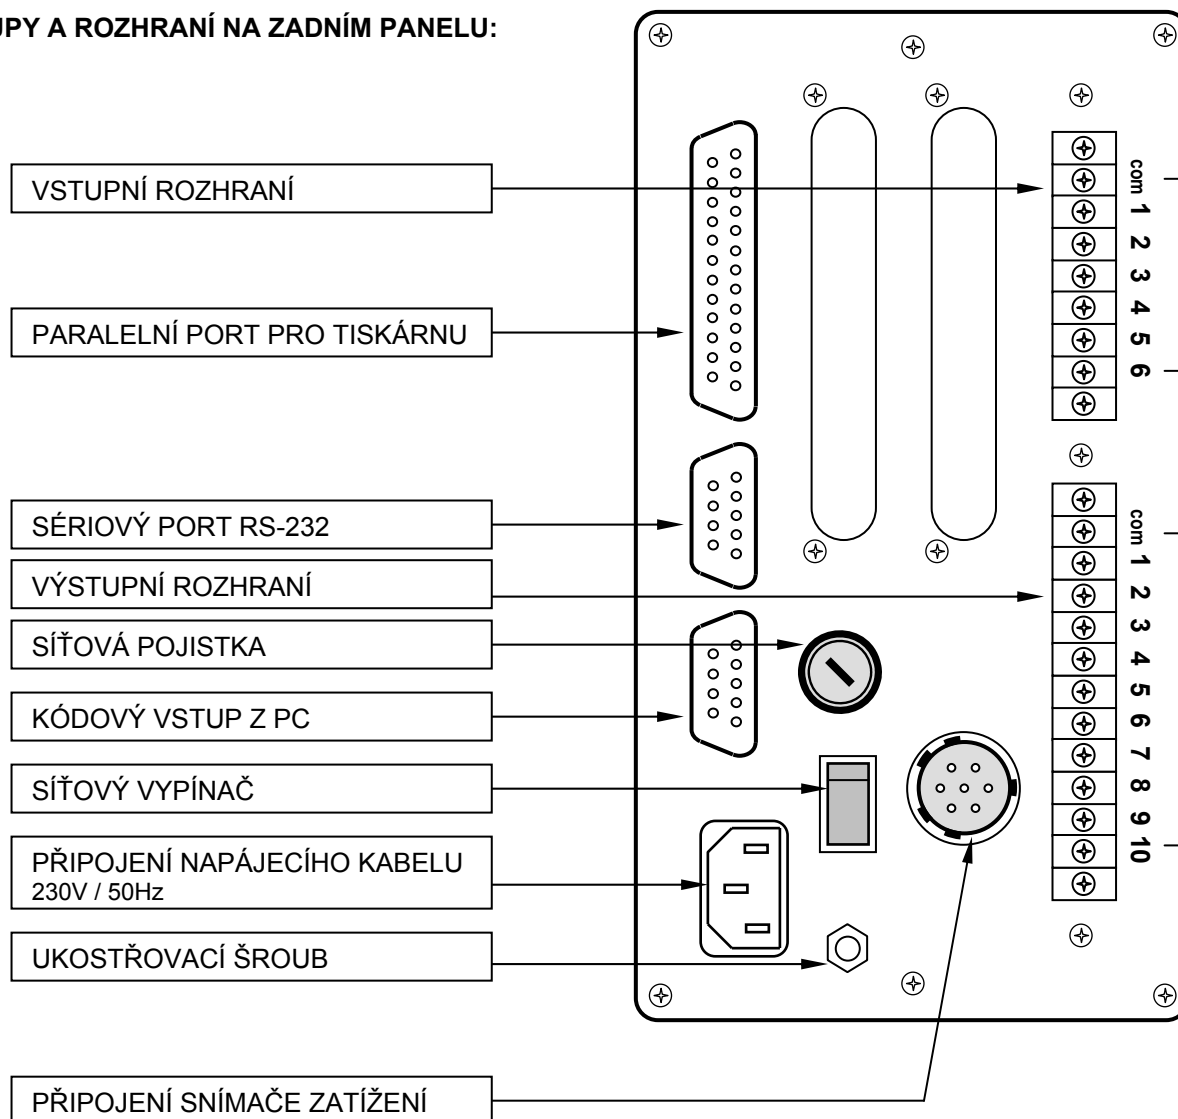 UPY A ROZHRANÍ NA ZADNÍM PANELU:
VSTUPNÍ ROZHRANÍ
PARALELNÍ PORT PRO TISKÁRNU
SÉRIOVÝ PORT RS-232
VÝSTUPNÍ ROZHRANÍ
SÍŤOVÁ POJISTKA
KÓDOVÝ VSTUP Z PC
SÍŤOVÝ VYPÍNAČ
PŘIPOJENÍ NAPÁJECÍHO KABELU
230V / 50Hz
UKOSTŘOVACÍ ŠROUB
PŘIPOJENÍ SNÍMAČE ZATÍŽENÍ
com 1 2 3 4 5 6
com 1 2 3 4 5 6 7 8 9 10